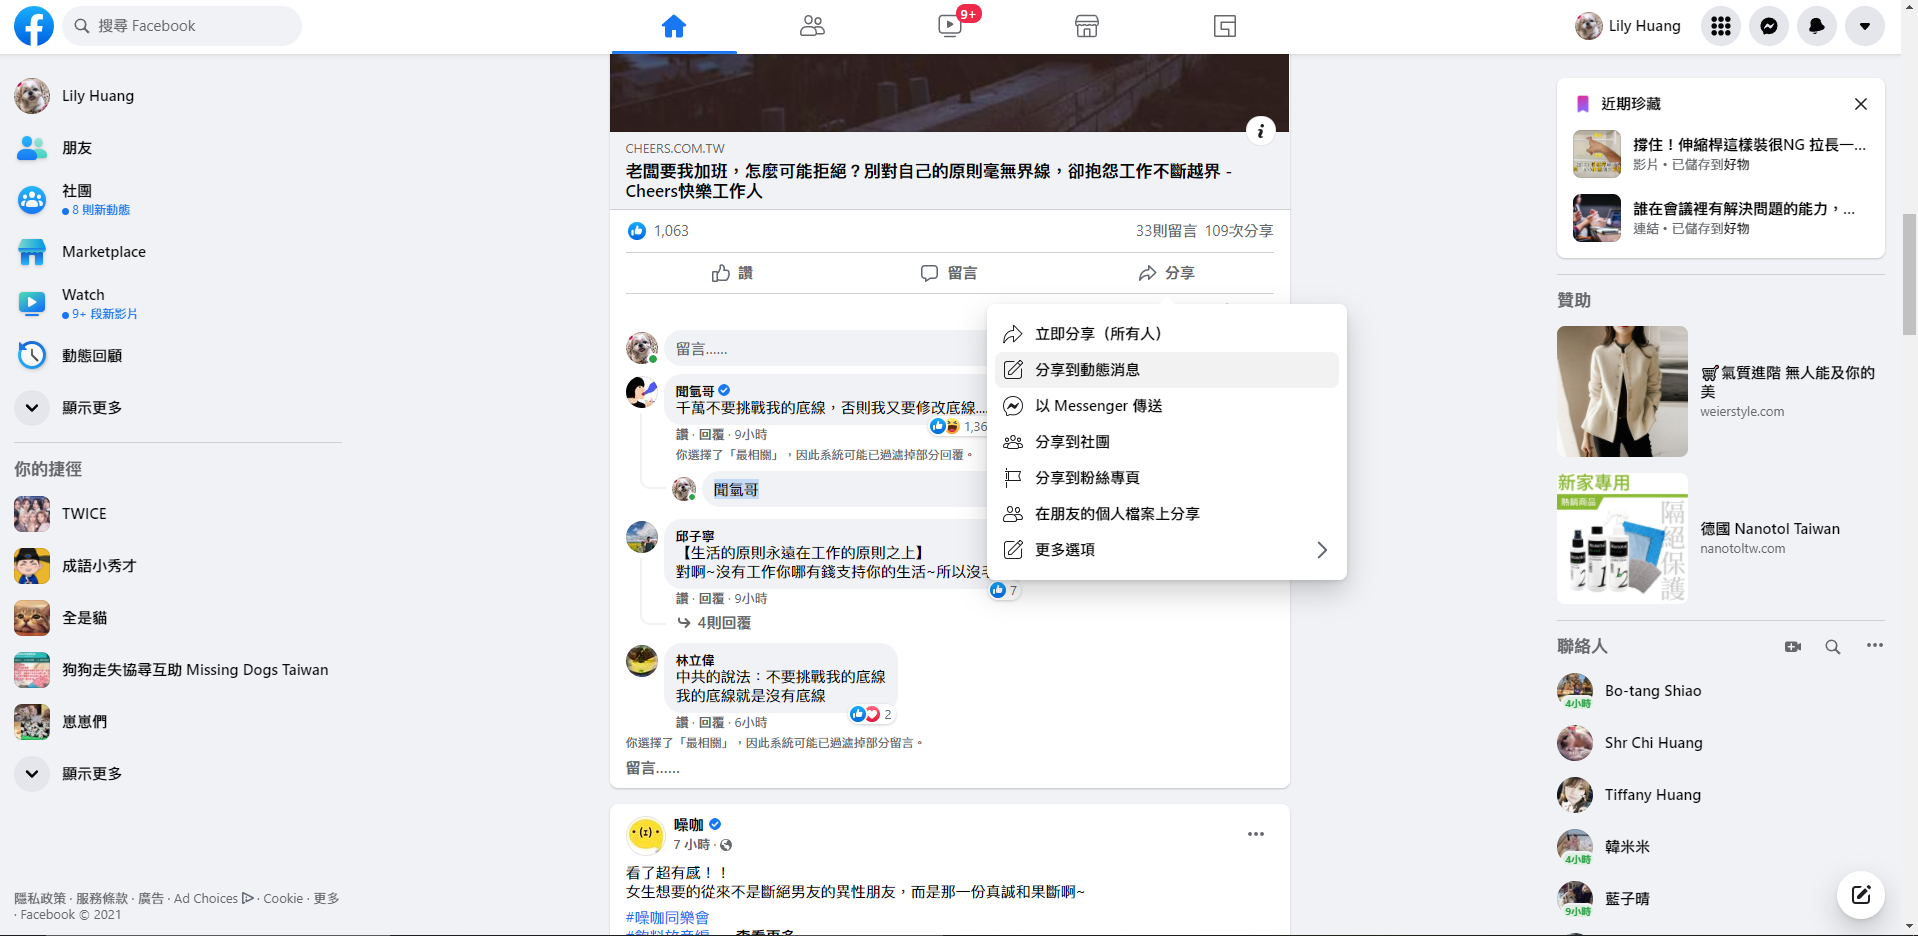 搜尋 Facebook
9+
Lily Huang
Lily Huang
朋友
社團
8 則新動態
Marketplace
Watch
9+ 段新影片
動態回顧
顯示更多
你的捷徑
TWICE
成語小秀才
全是貓
狗狗走失協尋互助 Missing Dogs Taiwan
崽崽們
顯示更多
隱私政策 · 服務條款 · 廣告 · Ad Choices · Cookie · 更多
· Facebook © 2021
CHEERS.COM.TW
老闆要我加班，怎麼可能拒絕？別對自己的原則毫無界線，卻抱怨工作不斷越界 -
Cheers快樂工作人
1,063
33則留言 109次分享
讚
留言
分享
立即分享（所有人）
分享到動態消息
以 Messenger 傳送
分享到社團
分享到粉絲專頁
在朋友的個人檔案上分享
更多選項
留言......
聞氫哥
千萬不要挑戰我的底線，否則我又要修改底線....
1,36
讚 · 回覆 · 9小時
你選擇了「最相關」，因此系統可能已過濾掉部分回覆。
聞氫哥
邱子寧
【生活的原則永遠在工作的原則之上】
對啊~沒有工作你哪有錢支持你的生活~所以沒
7
讚 · 回覆 · 9小時
4則回覆
林立偉
中共的說法：不要挑戰我的底線
我的底線就是沒有底線
2
讚 · 回覆 · 6小時
你選擇了「最相關」，因此系統可能已過濾掉部分留言。
留言......
噪咖
7 小時 ·
看了超有感！！
女生想要的從來不是斷絕男友的異性朋友，而是那一份真誠和果斷啊~
#噪咖同樂會
近期珍藏
撐住！伸縮桿這樣裝很NG 拉長一...
影片 • 已儲存到好物
誰在會議裡有解決問題的能力，...
連結 • 已儲存到好物
贊助
氣質進階 無人能及你的
美
weierstyle.com
新家專用
熱銷商品
隔絕保護
德國 Nanotol Taiwan
nanotoltw.com
聯絡人
Bo-tang Shiao
4小時
Shr Chi Huang
Tiffany Huang
韓米米
4小時
藍子晴
9小時